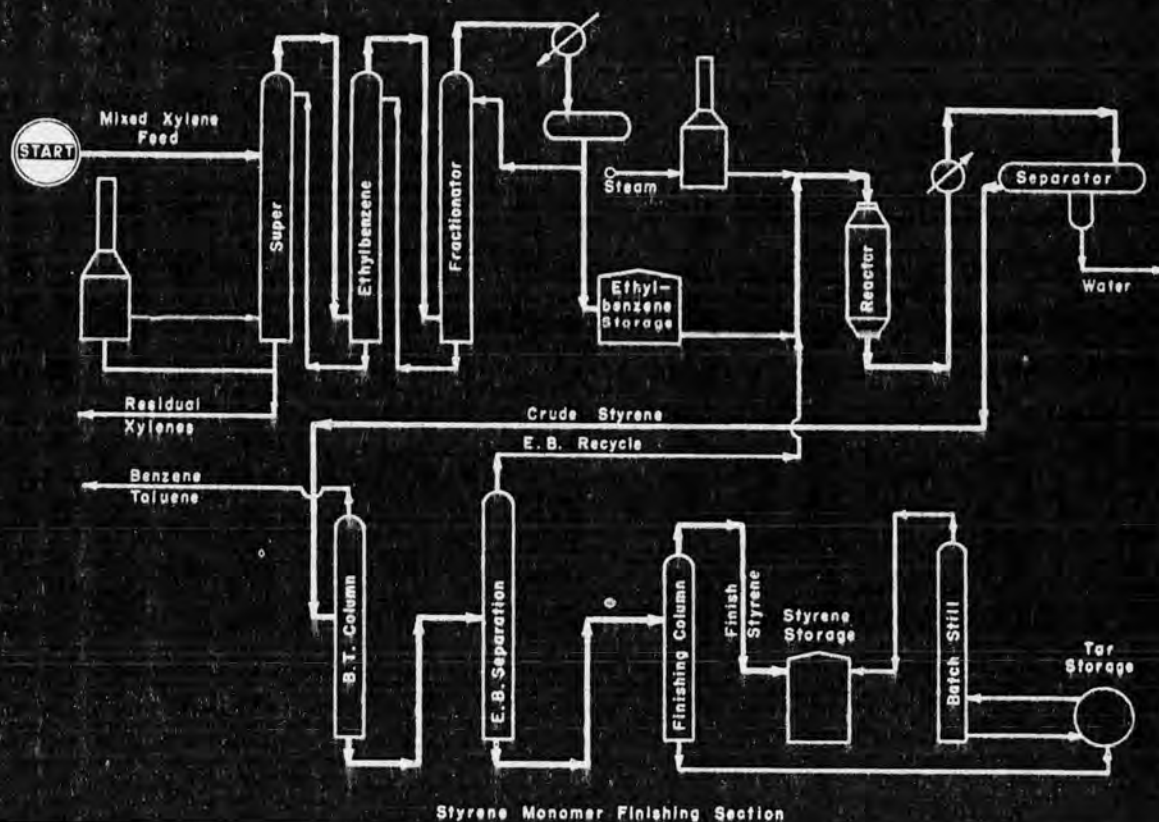 START
Mixed Xylene
Feed
Super
Ethylbenzene
Fractionator
Steam
Ethyl-
benzene
Storage
Reactor
Separator
Water
Residual
Xylenes
Crude Styrene
E. B. Recycle
Benzene
Toluene
B.T. Column
E. B. Separation
Finishing Column
Finish
Styrene
Styrene
Storage
Batch Still
Tar
Storage
Styrene Monomer Finishing Section